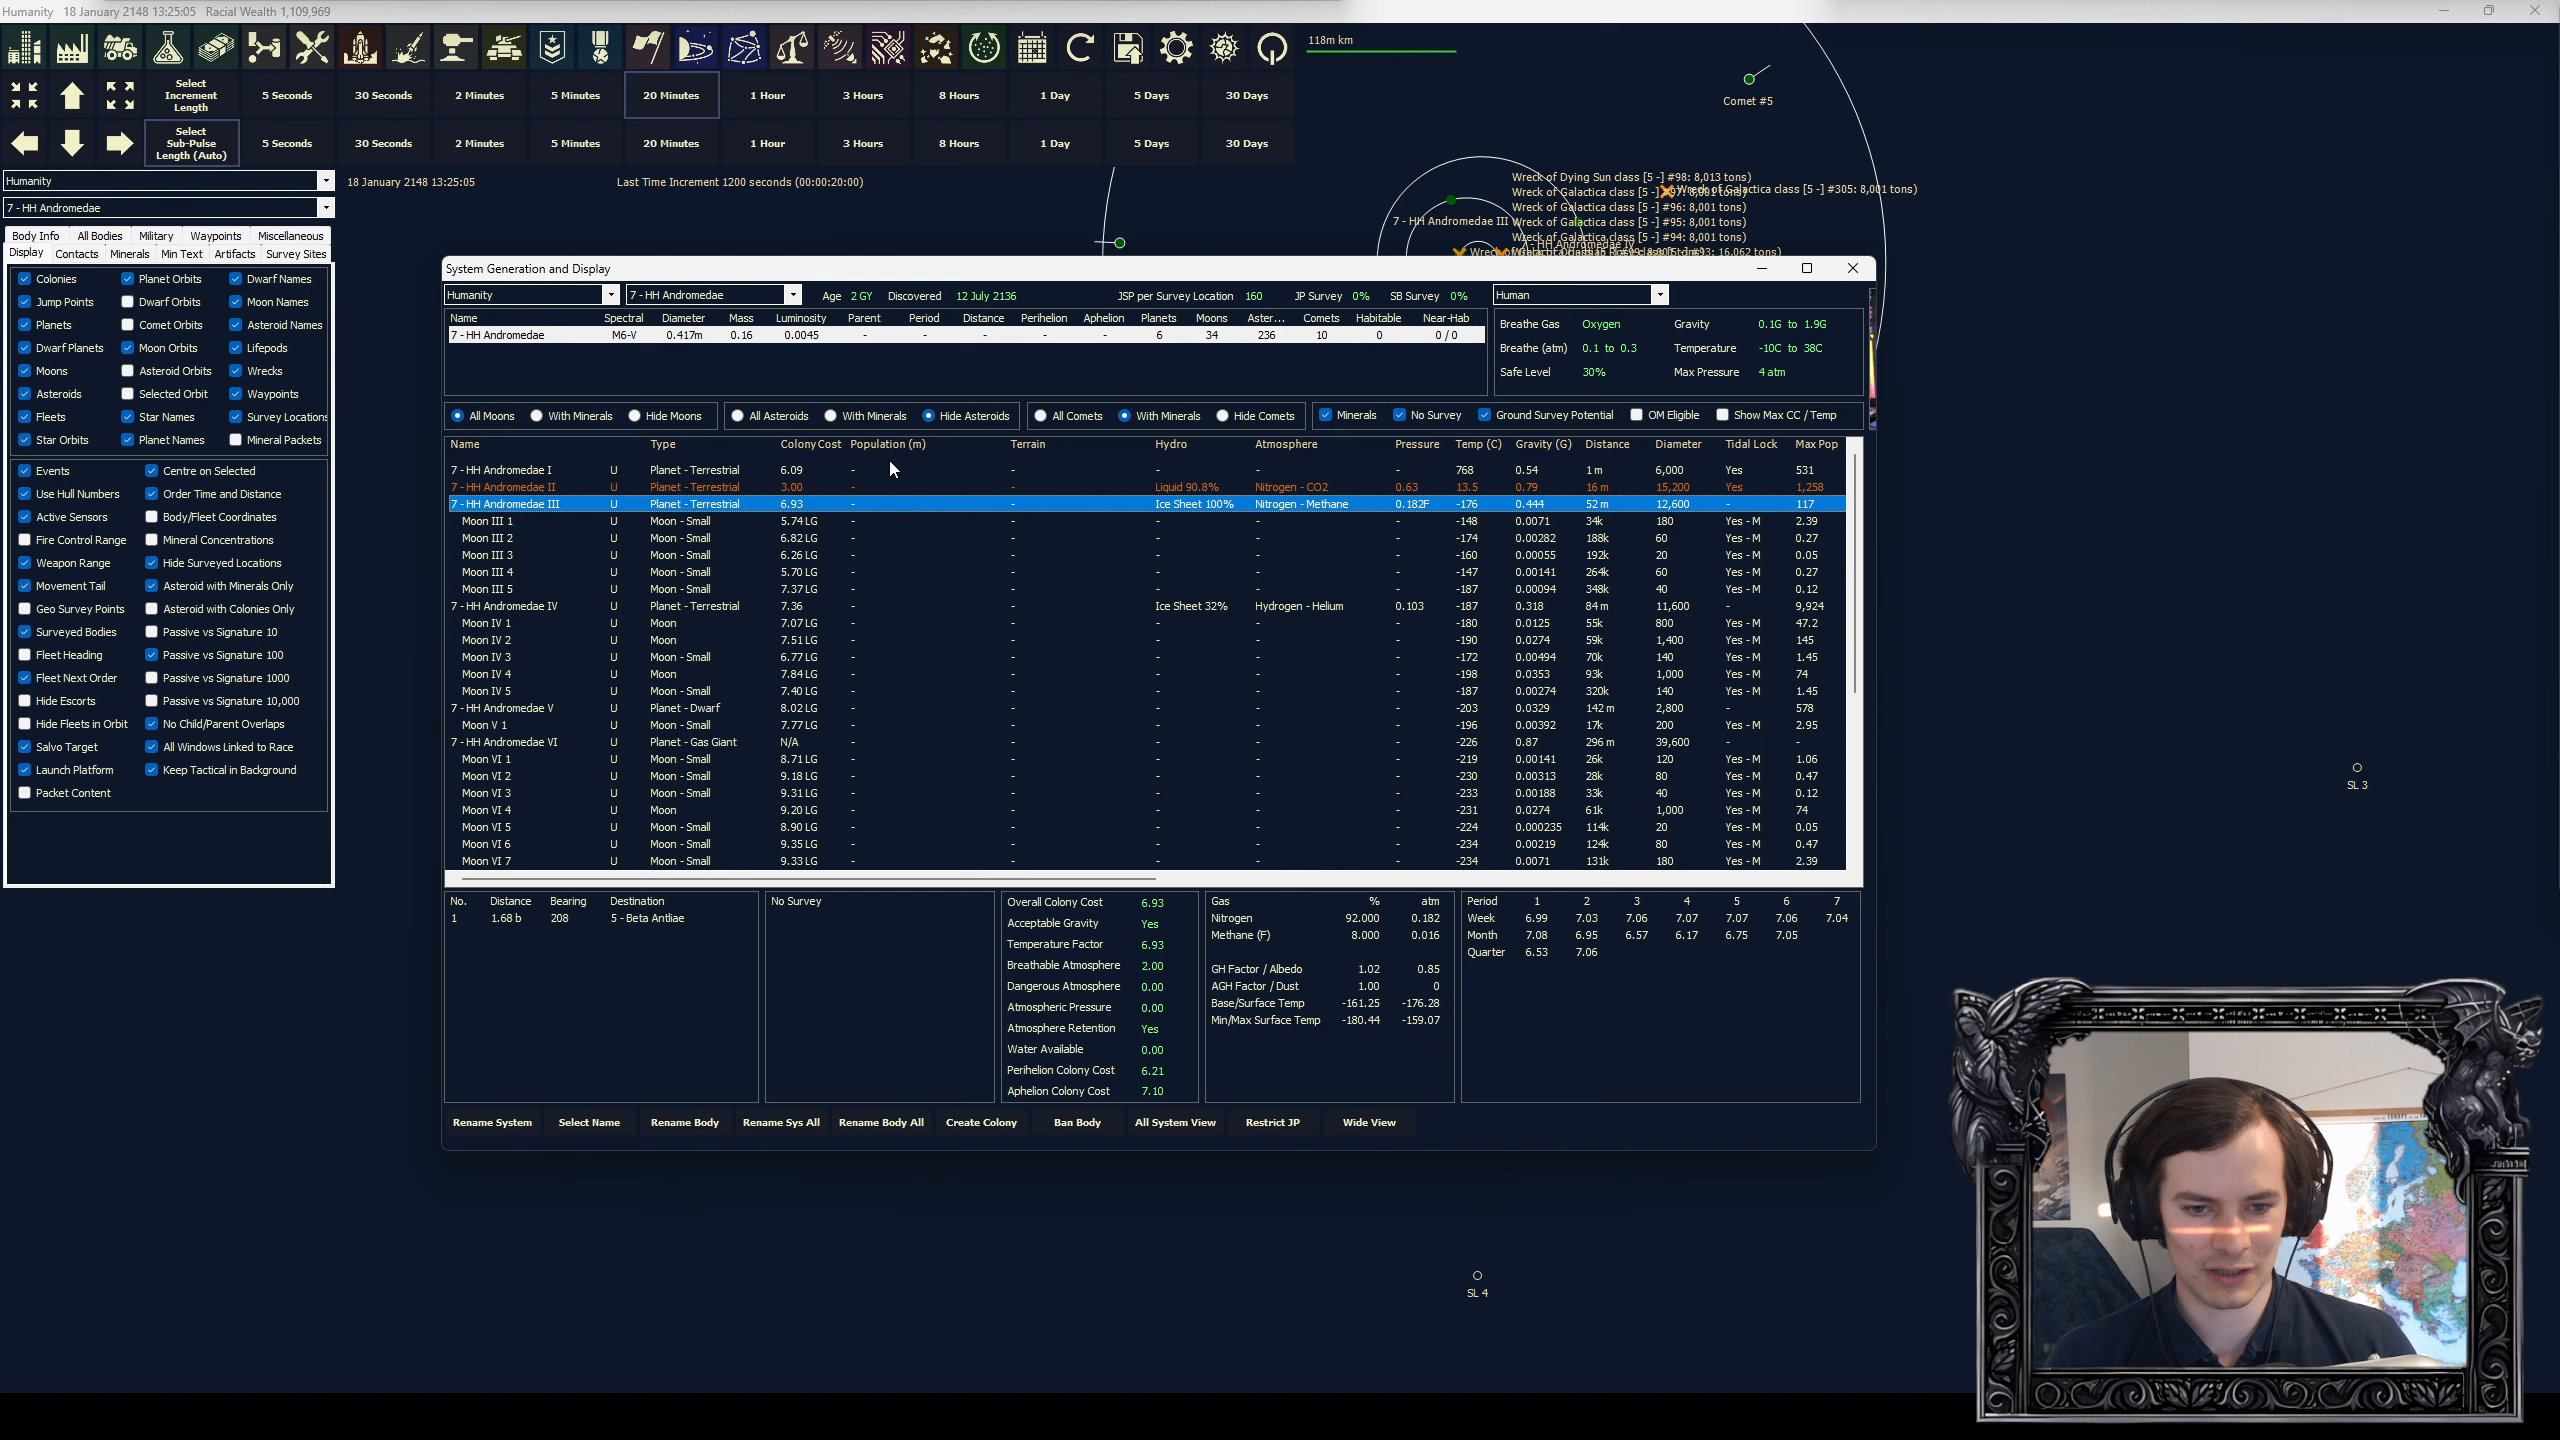 Humanity 18 January 2148 13:25:05 Racial Wealth 1,109,969
118m km
Select Increment Length 5 Seconds 30 Seconds 2 Minutes 5 Minutes 20 Minutes 1 Hour 3 Hours 8 Hours 1 Day 5 Days 30 Days
Select Sub-Pulse Length (Auto) 5 Seconds 30 Seconds 2 Minutes 5 Minutes 20 Minutes 1 Hour 3 Hours 8 Hours 1 Day 5 Days 30 Days
Comet #5
Humanity 18 January 2148 13:25:05 Last Time Increment 1200 seconds (00:00:20:00)
7 - HH Andromedae
Wreck of Dying Sun class [5 -] #98: 8,013 tons)
Wreck of Galactica class [5 -] #305: 8,001 tons)
Wreck of Galactica class [5 -] #97: 8,001 tons)
Wreck of Galactica class [5 -] #96: 8,001 tons)
7 - HH Andromedae III Wreck of Galactica class [5 -] #95: 8,001 tons)
Wreck of Galactica class [5 -] #94: 8,001 tons)
Body Info All Bodies Military Waypoints Miscellaneous
Display Contacts Minerals Min Text Artifacts Survey Sites
Colonies Planet Orbits Dwarf Names
Jump Points Dwarf Orbits Moon Names
Planets Comet Orbits Asteroid Names
Dwarf Planets Moon Orbits Lifepods
Moons Asteroid Orbits Wrecks
Asteroids Selected Orbit Waypoints
Fleets Star Names Survey Locations
Star Orbits Planet Names Mineral Packets
Events Centre on Selected
Use Hull Numbers Order Time and Distance
Active Sensors Body/Fleet Coordinates
Fire Control Range Mineral Concentrations
Weapon Range Hide Surveyed Locations
Movement Tail Asteroid with Minerals Only
Geo Survey Points Asteroid with Colonies Only
Surveyed Bodies Passive vs Signature 10
Fleet Heading Passive vs Signature 100
Fleet Next Order Passive vs Signature 1000
Hide Escorts Passive vs Signature 10,000
Hide Fleets in Orbit No Child/Parent Overlaps
Salvo Target All Windows Linked to Race
Launch Platform Keep Tactical in Background
Packet Content
System Generation and Display
Humanity 7 - HH Andromedae Age 2 GY Discovered 12 July 2136 JSP per Survey Location 160 JP Survey 0% SB Survey 0% Human
Name Spectral Diameter Mass Luminosity Parent Period Distance Perihelion Aphelion Planets Moons Aster... Comets Habitable Near-Hab
7 - HH Andromedae M6-V 0.417m 0.16 0.0045 - - - - - 6 34 236 10 0 0 / 0
Breathe Gas Oxygen Gravity 0.1G to 1.9G
Breathe (atm) 0.1 to 0.3 Temperature -10C to 38C
Safe Level 30% Max Pressure 4 atm
All Moons With Minerals Hide Moons All Asteroids With Minerals Hide Asteroids All Comets With Minerals Hide Comets Minerals No Survey Ground Survey Potential OM Eligible Show Max CC / Temp
Name Type Colony Cost Population (m) Terrain Hydro Atmosphere Pressure Temp (C) Gravity (G) Distance Diameter Tidal Lock Max Pop
7 - HH Andromedae I U Planet - Terrestrial 6.09 - - - - - 768 0.54 1 m 6,000 Yes 531
7 - HH Andromedae II U Planet - Terrestrial 3.00 - - Liquid 90.8% Nitrogen - CO2 0.63 13.5 0.79 16 m 15,200 Yes 1,258
7 - HH Andromedae III U Planet - Terrestrial 6.93 - - Ice Sheet 100% Nitrogen - Methane 0.182F -176 0.444 52 m 12,600 - 117
Moon III 1 U Moon - Small 5.74 LG - - - - - -148 0.0071 34k 180 Yes - M 2.39
Moon III 2 U Moon - Small 6.82 LG - - - - - -174 0.00282 188k 60 Yes - M 0.27
Moon III 3 U Moon - Small 6.26 LG - - - - - -160 0.00055 192k 20 Yes - M 0.05
Moon III 4 U Moon - Small 5.70 LG - - - - - -147 0.00141 264k 60 Yes - M 0.27
Moon III 5 U Moon - Small 7.37 LG - - - - - -187 0.00094 348k 40 Yes - M 0.12
7 - HH Andromedae IV U Planet - Terrestrial 7.36 - - Ice Sheet 32% Hydrogen - Helium 0.103 -187 0.318 84 m 11,600 - 9,924
Moon IV 1 U Moon 7.07 LG - - - - - -180 0.0125 55k 800 Yes - M 47.2
Moon IV 2 U Moon 7.51 LG - - - - - -190 0.0274 59k 1,400 Yes - M 145
Moon IV 3 U Moon - Small 6.77 LG - - - - - -172 0.00494 70k 140 Yes - M 1.45
Moon IV 4 U Moon 7.84 LG - - - - - -198 0.0353 93k 1,000 Yes - M 74
Moon IV 5 U Moon - Small 7.40 LG - - - - - -187 0.00274 320k 140 Yes - M 1.45
7 - HH Andromedae V U Planet - Dwarf 8.02 LG - - - - - -203 0.0329 142 m 2,800 - 578
Moon V 1 U Moon - Small 7.77 LG - - - - - -196 0.00392 17k 200 Yes - M 2.95
7 - HH Andromedae VI U Planet - Gas Giant N/A - - - - - -226 0.87 296 m 39,600 - -
Moon VI 1 U Moon - Small 8.71 LG - - - - - -219 0.00141 26k 120 Yes - M 1.06
Moon VI 2 U Moon - Small 9.18 LG - - - - - -230 0.00313 28k 80 Yes - M 0.47
Moon VI 3 U Moon - Small 9.31 LG - - - - - -233 0.00188 33k 40 Yes - M 0.12
Moon VI 4 U Moon 9.20 LG - - - - - -231 0.0274 61k 1,000 Yes - M 74
Moon VI 5 U Moon - Small 8.90 LG - - - - - -224 0.000235 114k 20 Yes - M 0.05
Moon VI 6 U Moon - Small 9.35 LG - - - - - -234 0.00219 124k 80 Yes - M 0.47
Moon VI 7 U Moon - Small 9.33 LG - - - - - -234 0.0071 131k 180 Yes - M 2.39
No. Distance Bearing Destination
1 1.68 b 208 5 - Beta Antliae
No Survey
Overall Colony Cost 6.93
Acceptable Gravity Yes
Temperature Factor 6.93
Breathable Atmosphere 2.00
Dangerous Atmosphere 0.00
Atmospheric Pressure 0.00
Atmosphere Retention Yes
Water Available 0.00
Perihelion Colony Cost 6.21
Aphelion Colony Cost 7.10
Gas % atm
Nitrogen 92.000 0.182
Methane (F) 8.000 0.016
GH Factor / Albedo 1.02 0.85
AGH Factor / Dust 1.00 0
Base/Surface Temp -161.25 -176.28
Min/Max Surface Temp -180.44 -159.07
Period 1 2 3 4 5 6 7
Week 6.99 7.03 7.06 7.07 7.07 7.06 7.04
Month 7.08 6.95 6.57 6.17 6.75 7.05
Quarter 6.53 7.06
Rename System Select Name Rename Body Rename Sys All Rename Body All Create Colony Ban Body All System View Restrict JP Wide View
SL 3
SL 4